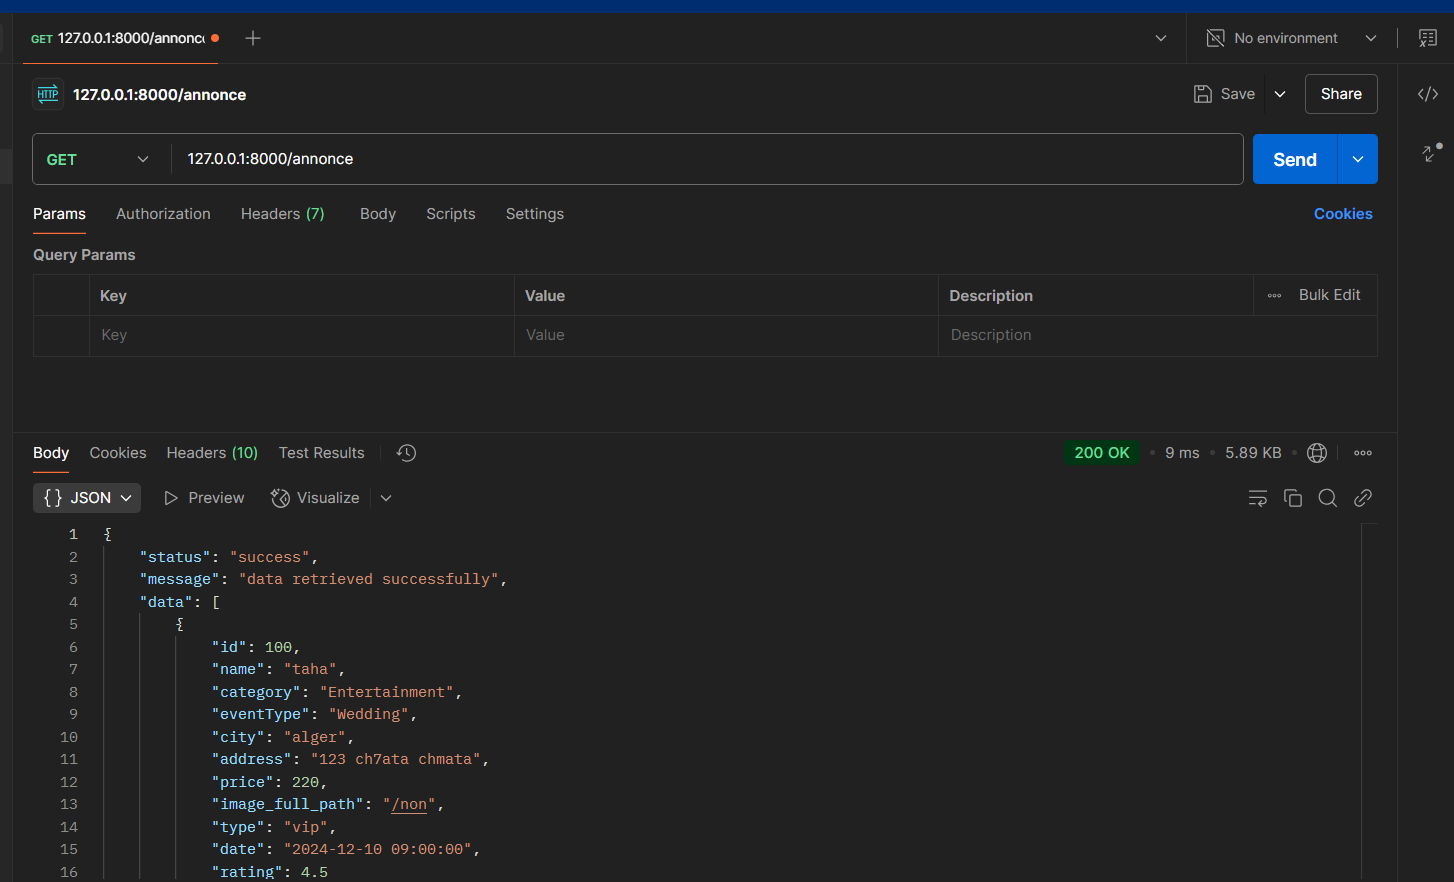 GET 127.0.0.1:8000/annonc
No environment
HTTP 127.0.0.1:8000/annonce
Save
Share
GET 127.0.0.1:8000/annonce
Send
Params Authorization Headers (7) Body Scripts Settings Cookies
Query Params
Key Value Description Bulk Edit
Key Value Description
Body Cookies Headers (10) Test Results 200 OK 9 ms 5.89 KB
{} JSON Preview Visualize
1 {
2 "status": "success",
3 "message": "data retrieved successfully",
4 "data": [
5 {
6 "id": 100,
7 "name": "taha",
8 "category": "Entertainment",
9 "eventType": "Wedding",
10 "city": "alger",
11 "address": "123 ch7ata chmata",
12 "price": 220,
13 "image_full_path": "/non",
14 "type": "vip",
15 "date": "2024-12-10 09:00:00",
16 "rating": 4.5